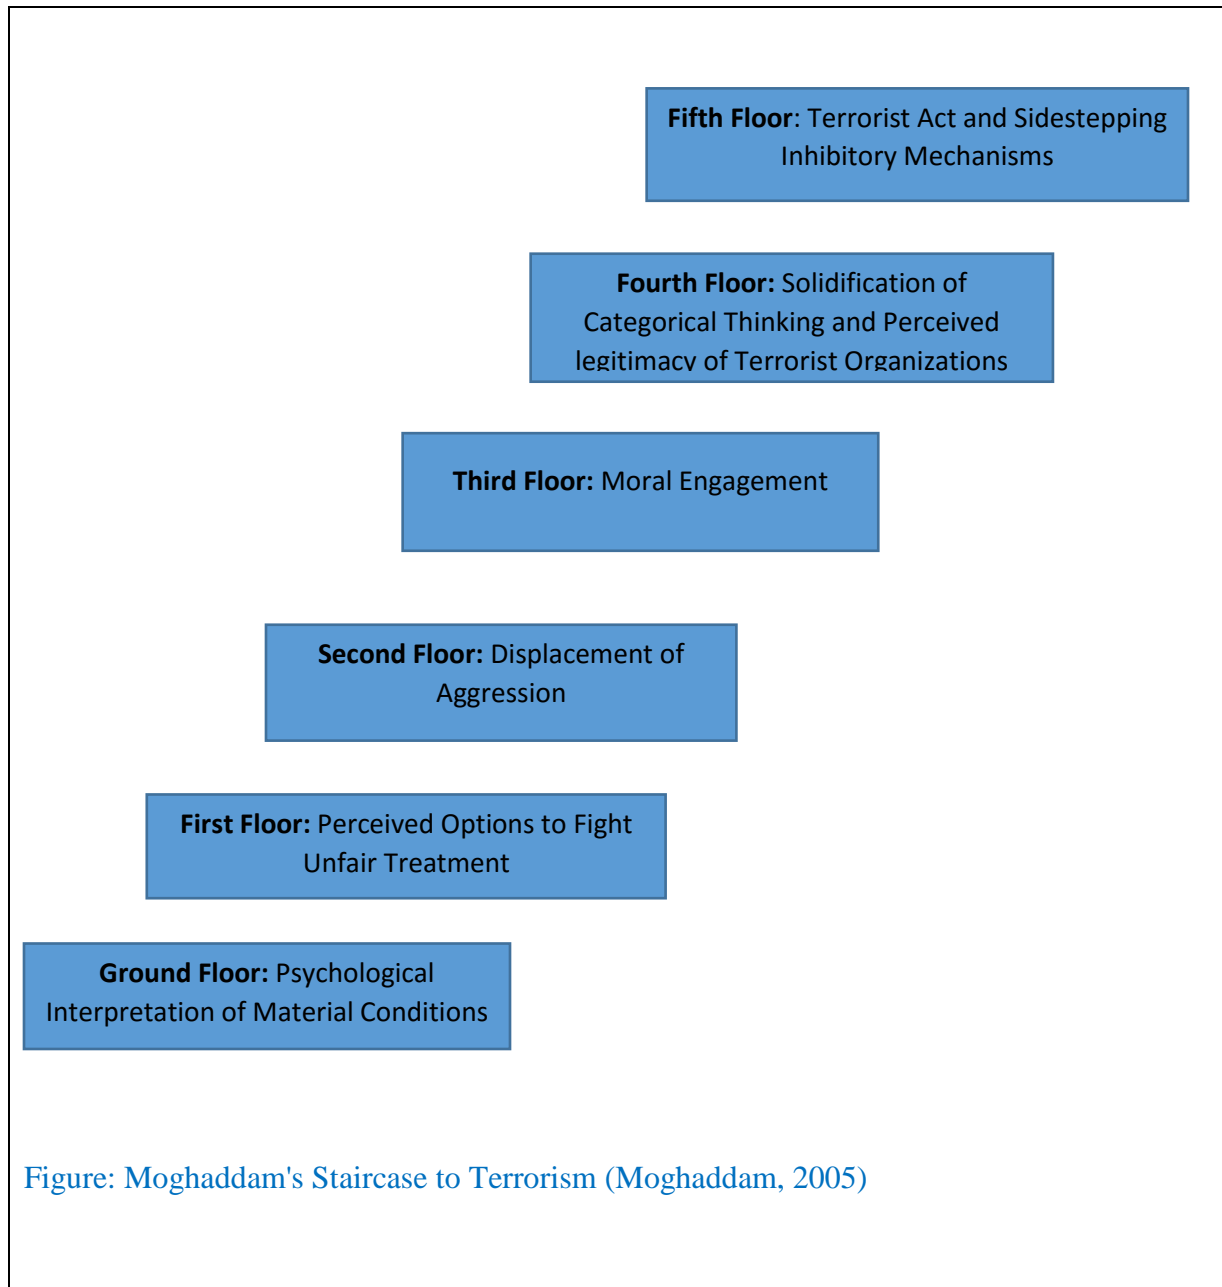 Fifth Floor: Terrorist Act and Sidestepping
Inhibitory Mechanisms
Fourth Floor: Solidification of
Categorical Thinking and Perceived
legitimacy of Terrorist Organizations
Third Floor: Moral Engagement
Second Floor: Displacement of
Aggression
First Floor: Perceived Options to Fight
Unfair Treatment
Ground Floor: Psychological
Interpretation of Material Conditions
Figure: Moghaddam's Staircase to Terrorism (Moghaddam, 2005)